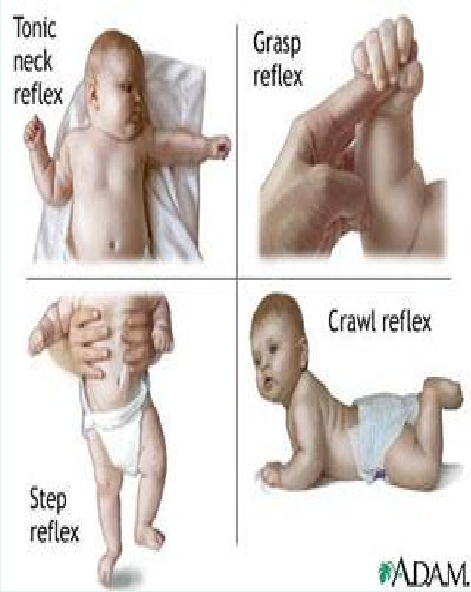 Tonic
neck
reflex
Grasp
reflex
Crawl reflex
Step
reflex
A.D.A.M.